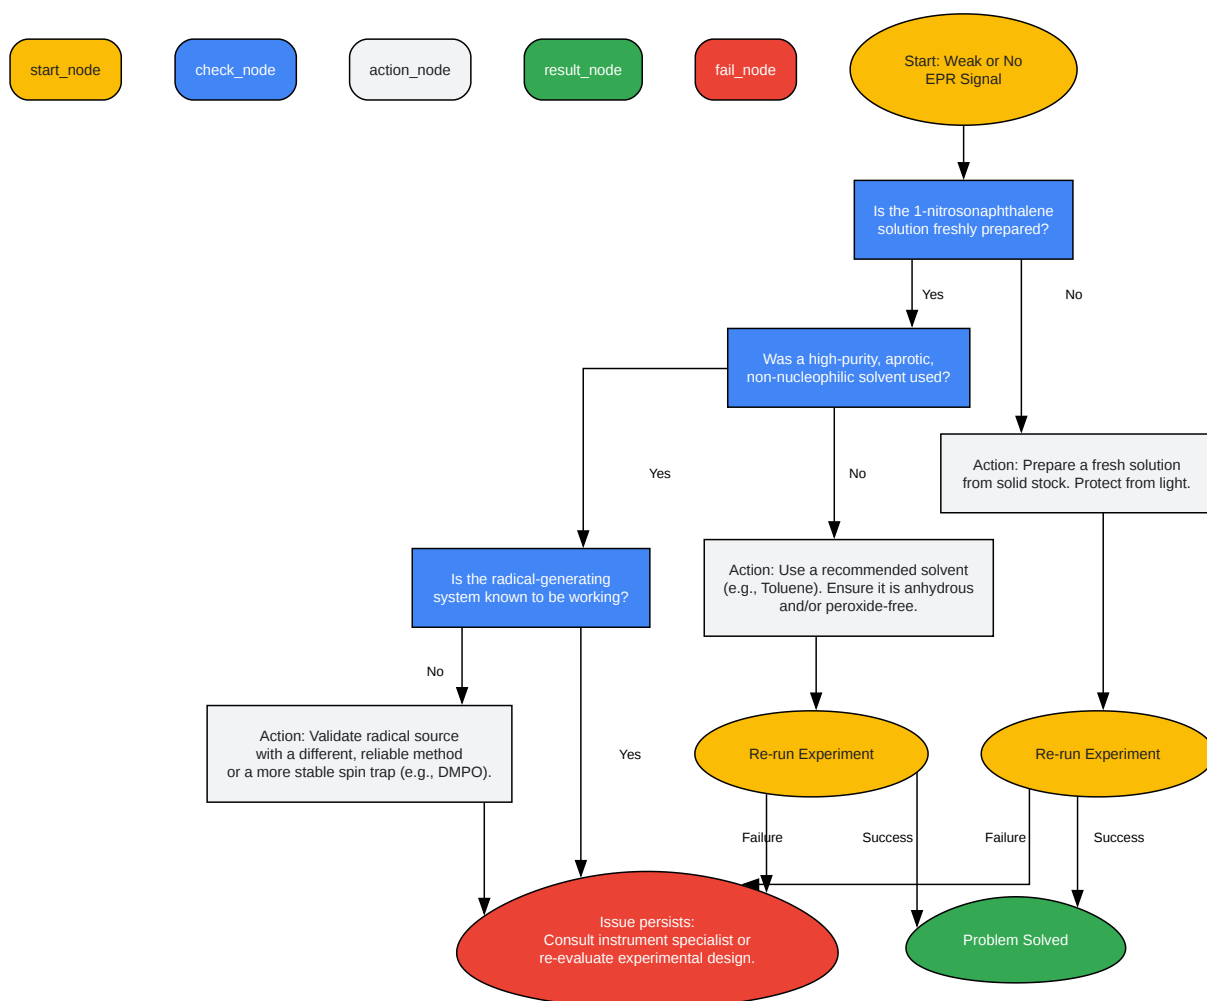 start_node
check_node
action_node
result_node
fail_node
Start: Weak or No
EPR Signal
Is the 1-nitrosonaphthalene
solution freshly prepared?
Yes
No
Was a high-purity, aprotic,
non-nucleophilic solvent used?
Yes
No
Action: Prepare a fresh solution
from solid stock. Protect from light.
Is the radical-generating
system known to be working?
Action: Use a recommended solvent
(e.g., Toluene). Ensure it is anhydrous
and/or peroxide-free.
No
Yes
Action: Validate radical source
with a different, reliable method
or a more stable spin trap (e.g., DMPO).
Re-run Experiment
Re-run Experiment
Failure
Success
Failure
Success
Issue persists:
Consult instrument specialist or
re-evaluate experimental design.
Problem Solved